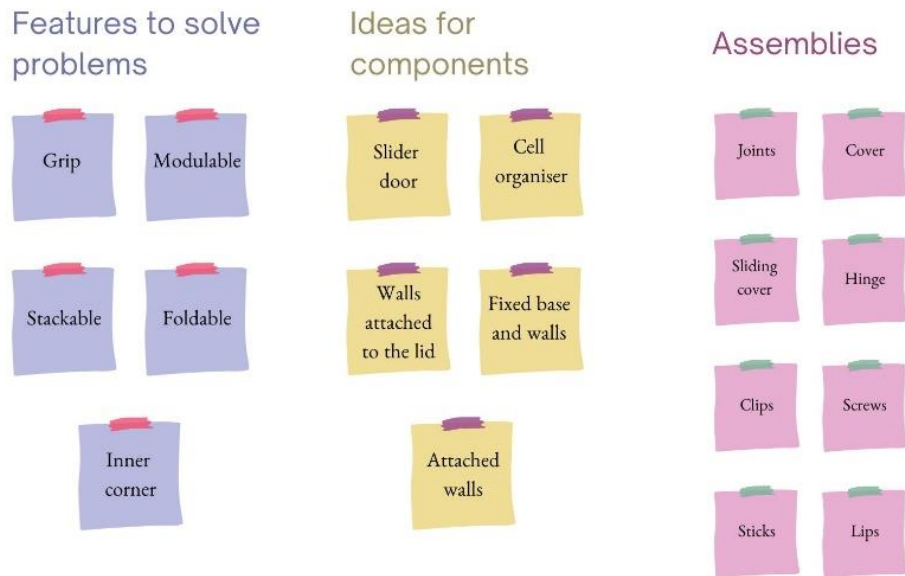 Features to solve
problems
Grip
Modulable
Stackable
Foldable
Inner
corner
Ideas for
components
Slider
door
Cell
organiser
Walls
attached
to the lid
Fixed base
and walls
Attached
walls
Assemblies
Joints
Cover
Sliding
cover
Hinge
Clips
Screws
Sticks
Lips